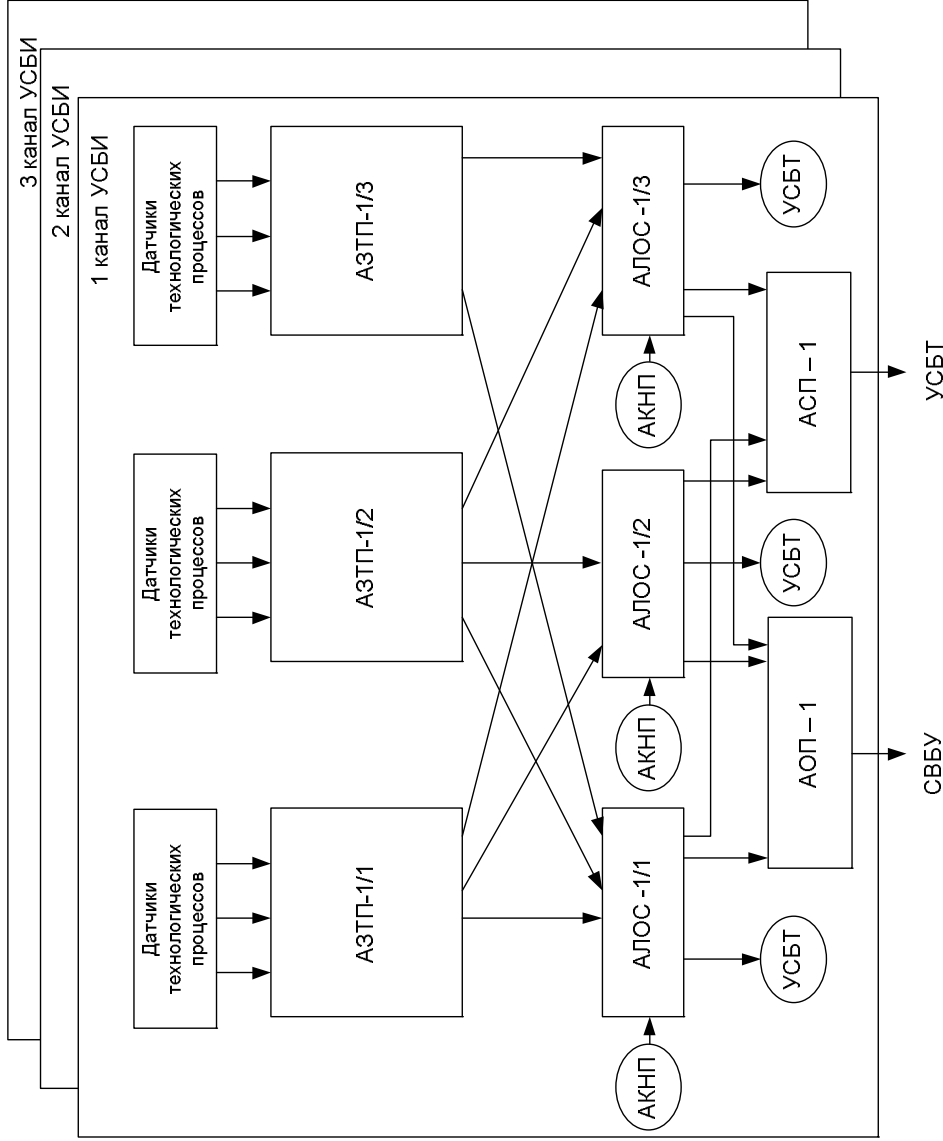 3 канал УСБИ
2 канал УСБИ
1 канал УСБИ
Датчики
технологических
процессов
Датчики
технологических
процессов
Датчики
технологических
процессов
АЗТП-1/1
АЗТП-1/2
АЗТП-1/3
АКНП
АЛОС -1/1
АКНП
АЛОС -1/2
АКНП
АЛОС -1/3
УСБТ
АОП – 1
УСБТ
АСП – 1
УСБТ
СВБУ
УСБТ